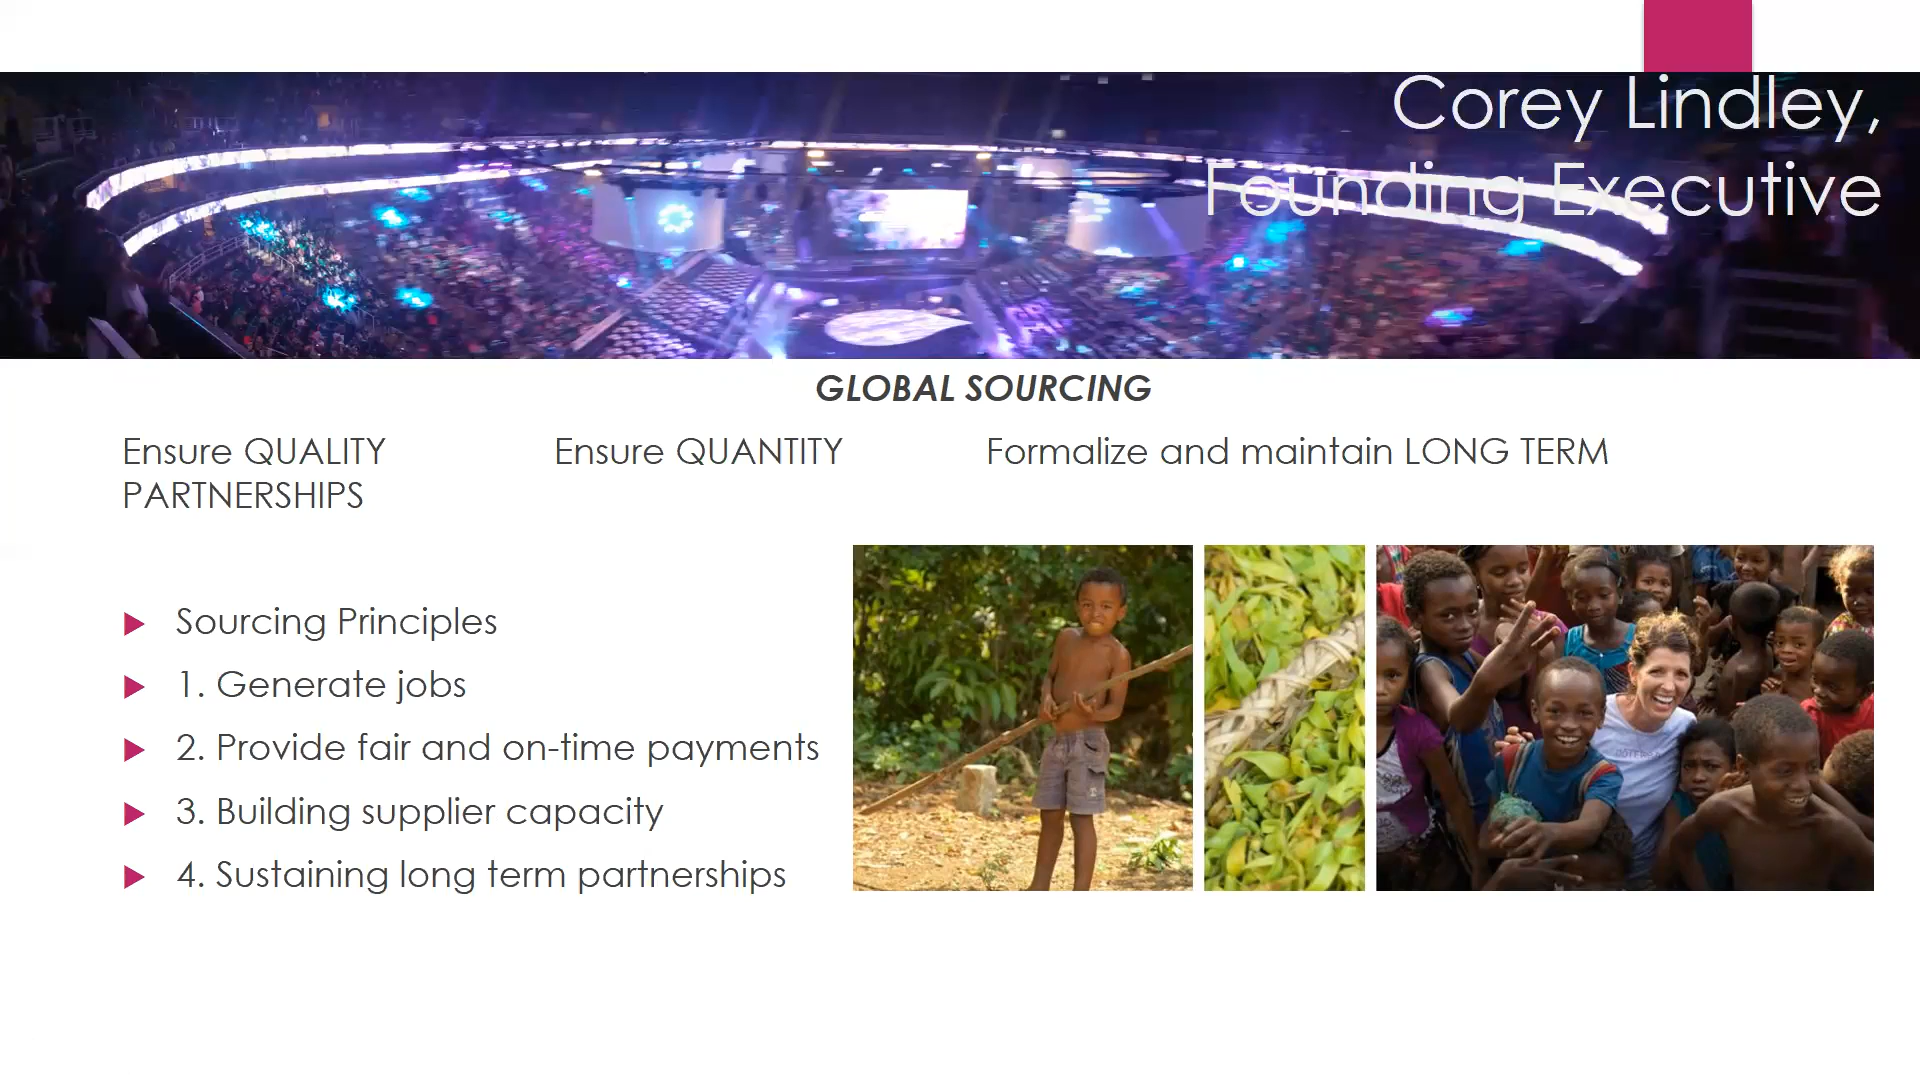 Corey Lindley,
Founding Executive
GLOBAL SOURCING
Ensure QUALITY Ensure QUANTITY Formalize and maintain LONG TERM
PARTNERSHIPS
Sourcing Principles
1. Generate jobs
2. Provide fair and on-time payments
3. Building supplier capacity
4. Sustaining long term partnerships